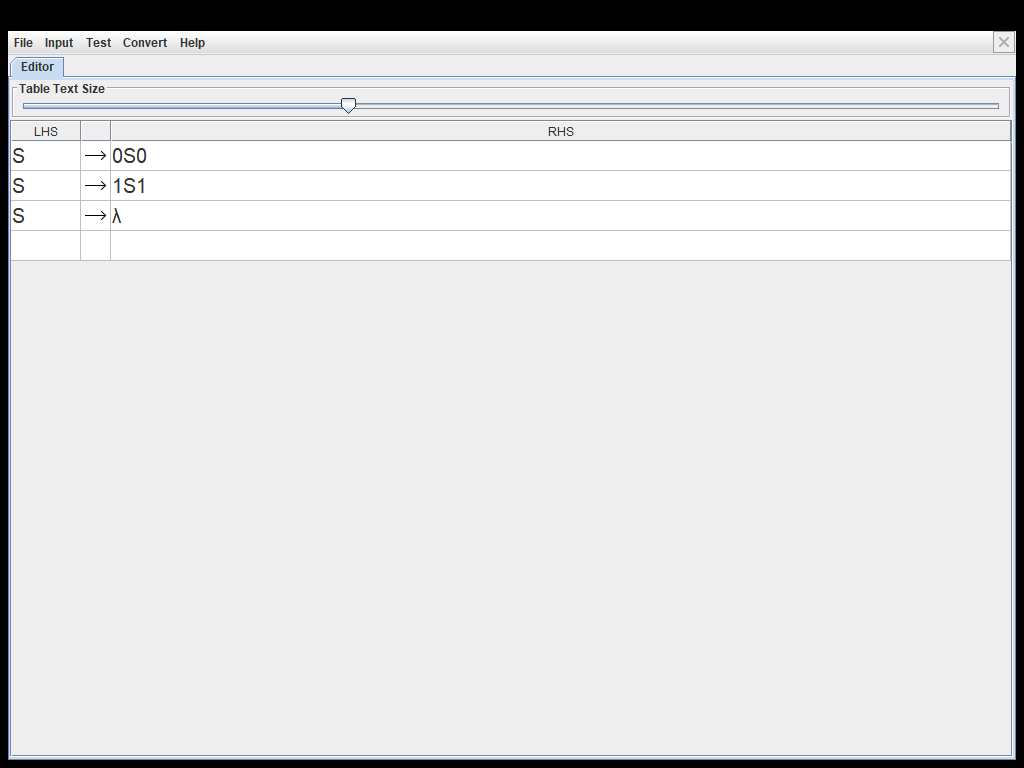 File Input Test Convert Help
Editor
Table Text Size
LHS RHS
S → 0S0
S → 1S1
S → λ